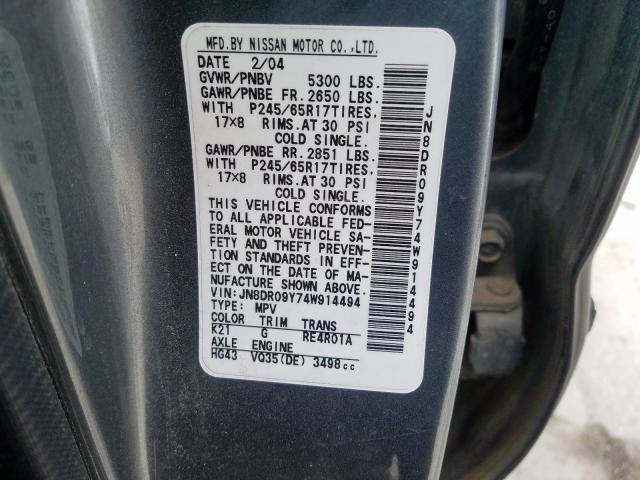 MFD.BY NISSAN MOTOR CO.,LTD.
DATE 2/04
GVWR/PNBV 5300 LBS.
GAWR/PNBE FR.2650 LBS.
WITH P245/65R17TIRES.
17×8 RIMS.AT 30 PSI
COLD SINGLE.
GAWR/PNBE RR.2851 LBS.
WITH P245/65R17TIRES.
17×8 RIMS.AT 30 PSI
COLD SINGLE.
THIS VEHICLE CONFORMS
TO ALL APPLICABLE FED-
ERAL MOTOR VEHICLE SA-
FETY AND THEFT PREVEN-
TION STANDARDS IN EFF-
ECT ON THE DATE OF MA-
NUFACTURE SHOWN ABOVE.
VIN: JN8DR09Y74W914494
TYPE: MPV
COLOR TRIM TRANS
K21 G RE4R01A
AXLE ENGINE
HG43 VQ35(DE) 3498cc
JN8DR09Y74W914494